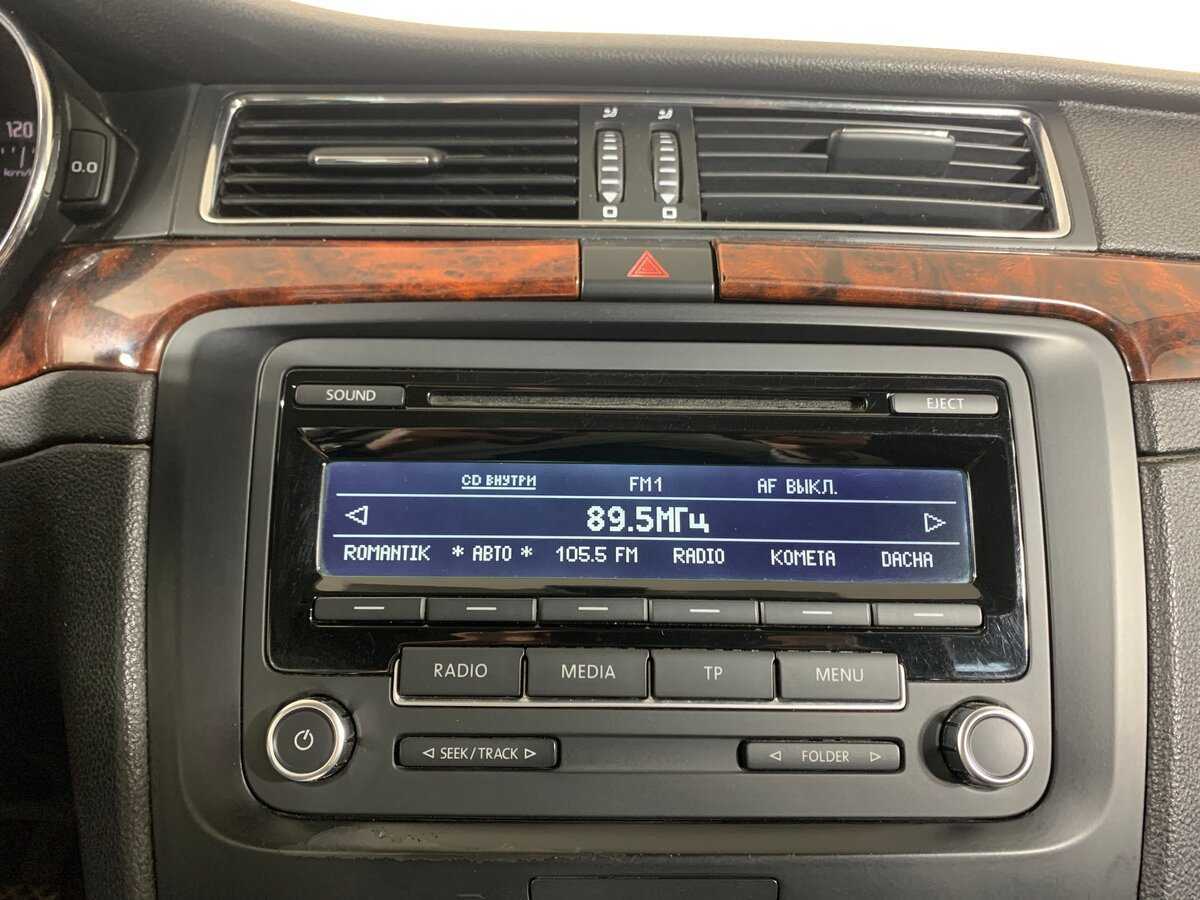 120
km/h
0.0
SOUND
EJECT
CD ВНУТРИ FM1 AF ВЫКЛ.
89.5МГц
ROMANTIK * АВТО * 105.5 FM RADIO KOMETA DACHA
RADIO MEDIA TP MENU
SEEK/TRACK
FOLDER